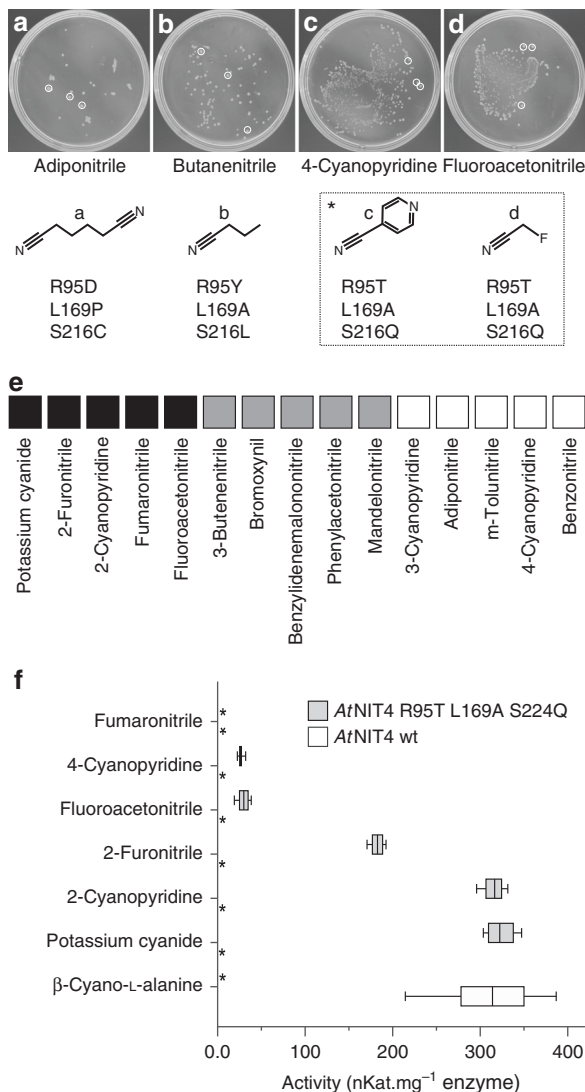 a b c d
Adiponitrile Butanenitrile 4-Cyanopyridine Fluoroacetonitrile
a b * c d
N N N N N F
R95D R95Y R95T R95T
L169P L169A L169A L169A
S216C S216L S216Q S216Q
e
Potassium cyanide
2-Furonitrile
2-Cyanopyridine
Fumaronitrile
Fluoroacetonitrile
3-Butenenitrile
Bromoxynil
Benzylidenemalononitrile
Phenylacetonitrile
Mandelonitrile
3-Cyanopyridine
Adiponitrile
m-Tolunitrile
4-Cyanopyridine
Benzonitrile
f
AtNIT4 R95T L169A S224Q
AtNIT4 wt
Fumaronitrile *
*
4-Cyanopyridine
*
Fluoroacetonitrile
*
2-Furonitrile
*
2-Cyanopyridine
*
Potassium cyanide
*
β-Cyano-L-alanine *
0.0 100 200 300 400
Activity (nKat.mg⁻¹ enzyme)